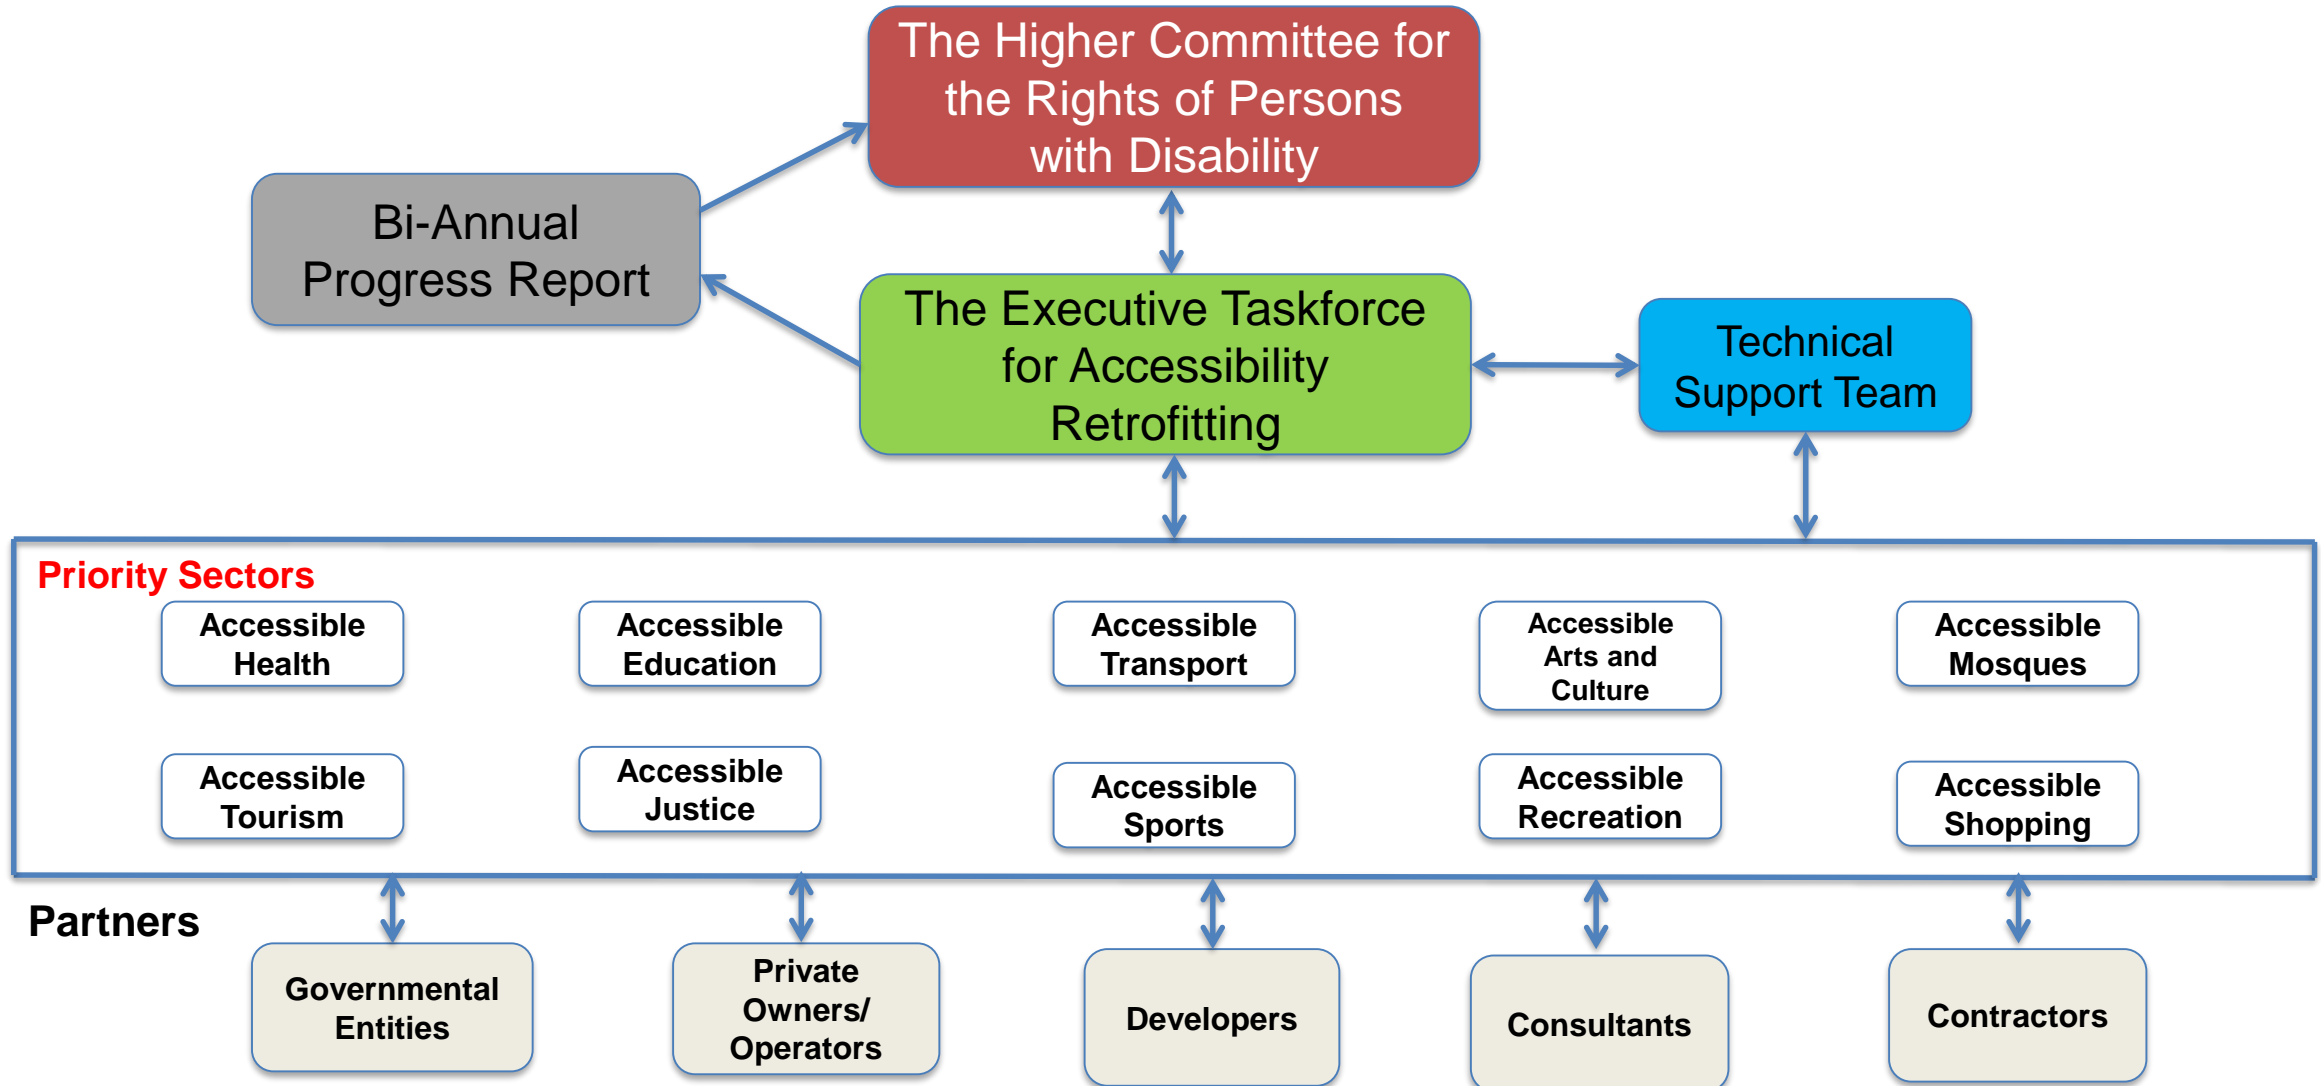 The Higher Committee for
the Rights of Persons
with Disability
Bi-Annual
Progress Report
The Executive Taskforce
for Accessibility
Retrofitting
Technical
Support Team
Priority Sectors
Accessible
Health
Accessible
Education
Accessible
Transport
Accessible
Arts and
Culture
Accessible
Mosques
Accessible
Tourism
Accessible
Justice
Accessible
Sports
Accessible
Recreation
Accessible
Shopping
Partners
Governmental
Entities
Private
Owners/
Operators
Developers
Consultants
Contractors